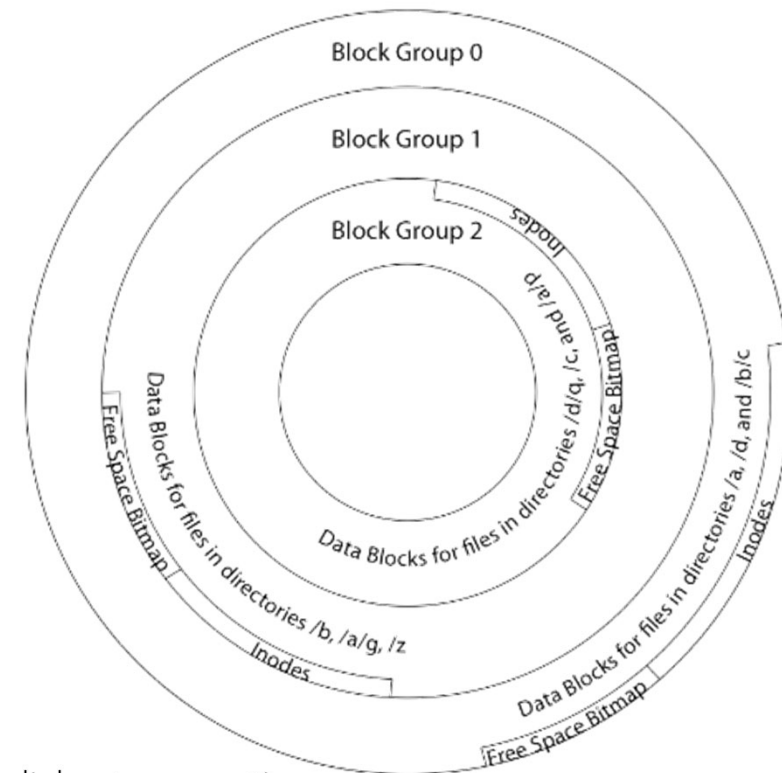 Block Group 0
Block Group 1
Block Group 2
Inodes
Free Space Bitmap
Data Blocks for files in directories /d/q, /c, and /a/p
Free Space Bitmap
Inodes
Data Blocks for files in directories /b, /a/g, /z
Inodes
Free Space Bitmap
Data Blocks for files in directories /a, /d, and /b/c